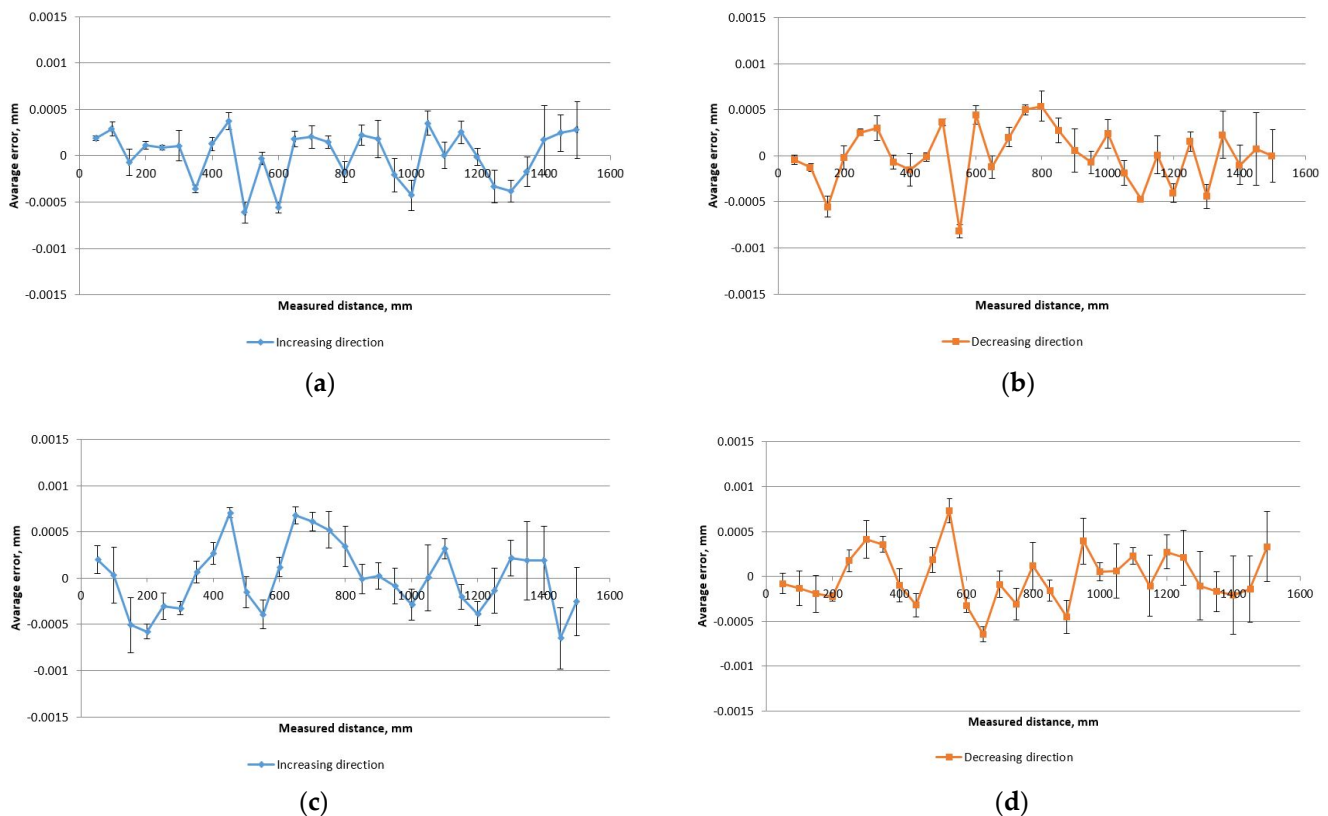 0.0015
0.001
0.0005
0
-0.0005
-0.001
-0.0015
0 200 400 600 800 1000 1200 1400 1600
Avarage error, mm
Measured distance, mm
Increasing direction
(a)
0.0015
0.001
0.0005
0
-0.0005
-0.001
-0.0015
0 200 400 600 800 1000 1200 1400 1600
Avarage error, mm
Measured distance, mm
Decreasing direction
(b)
0.0015
0.001
0.0005
0
-0.0005
-0.001
-0.0015
0 200 400 600 800 1000 1200 1400 1600
Avarage error, mm
Measured distance, mm
Increasing direction
(c)
0.0015
0.001
0.0005
0
-0.0005
-0.001
-0.0015
0 200 400 600 800 1000 1200 1400 1600
Avarage error, mm
Measured distance, mm
Decreasing direction
(d)